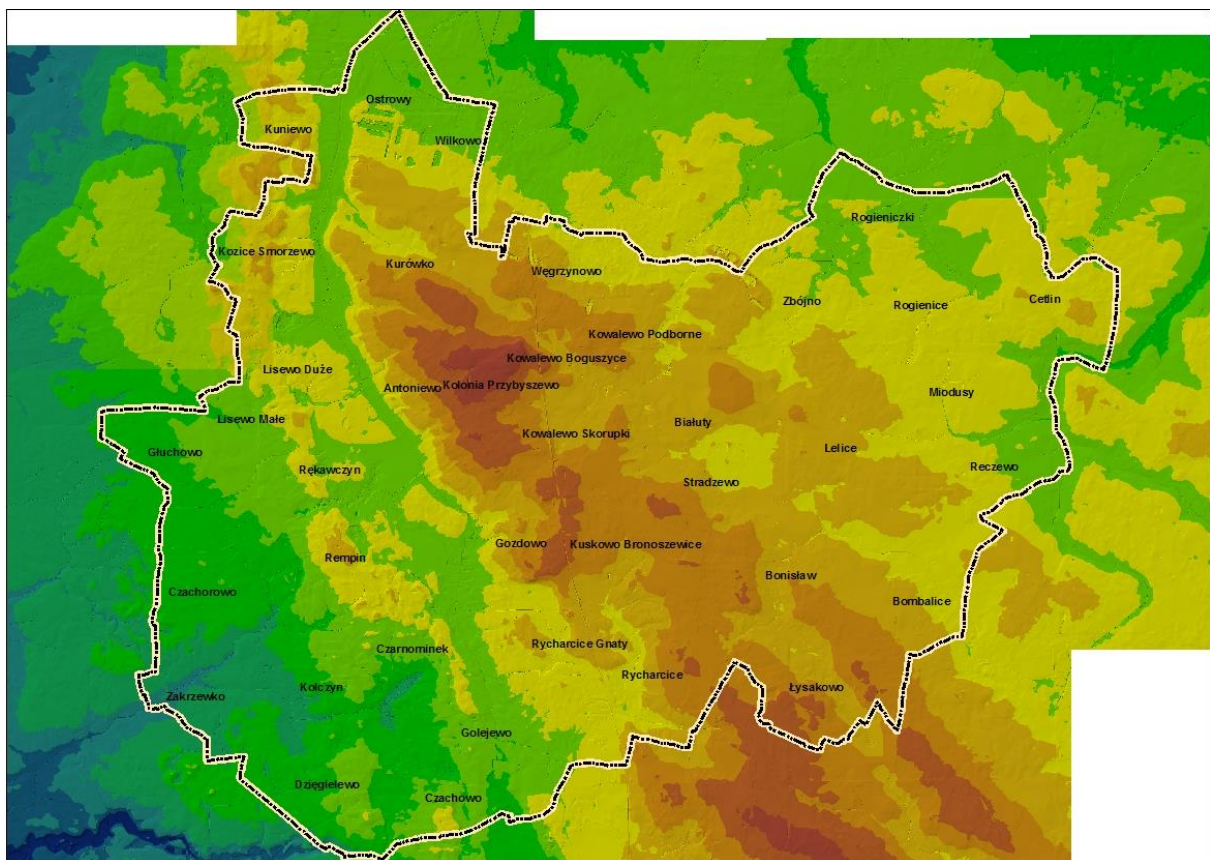 Ostrowy
Kuniewo
Wilkowo
Rogieniczki
Kozice Smorzewo
Kurówko
Węgrzynowo
Zbójno
Rogienice
Cetlin
Kowalewo Podborne
Kowalewo Boguszyce
Lisewo Duże
Antoniewo
Kolonia Przybyszewo
Miodusy
Lisewo Małe
Białuty
Kowalewo Skorupki
Głuchowo
Lelice
Rękawczyn
Reczewo
Stradzewo
Gozdowo
Kuskowo Bronoszewice
Rempin
Bonisław
Czachorowo
Bombalice
Rycharcice Gnaty
Czarnominek
Rycharcice
Kolczyn
Łysakowo
Zakrzewko
Golejewo
Dzięgielewo
Czachowo